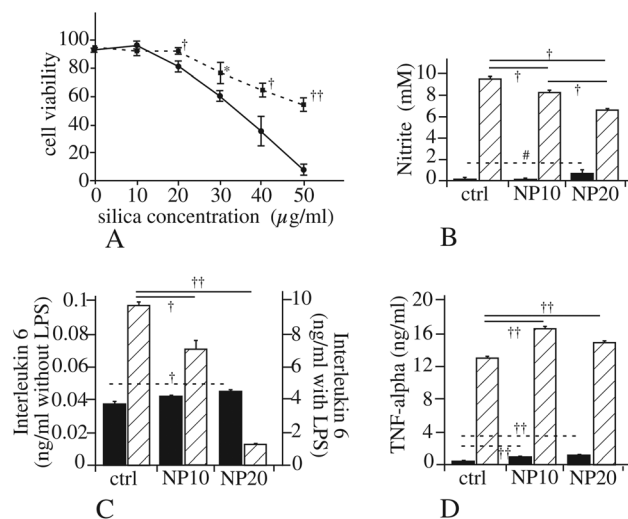 100
80
60
40
20
0
cell viability
†
*
†
††
0 10 20 30 40 50
silica concentration (µg/ml)
A
10
8
6
4
2
0
Nitrite (mM)
†
†
†
#
ctrl NP10 NP20
B
0.1
0.08
0.06
0.04
0.02
0
Interleukin 6
(ng/ml without LPS)
††
†
†
10
8
6
4
2
0
Interleukin 6
(ng/ml with LPS)
ctrl NP10 NP20
C
20
16
12
8
4
0
TNF-alpha (ng/ml)
††
††
††
††
ctrl NP10 NP20
D